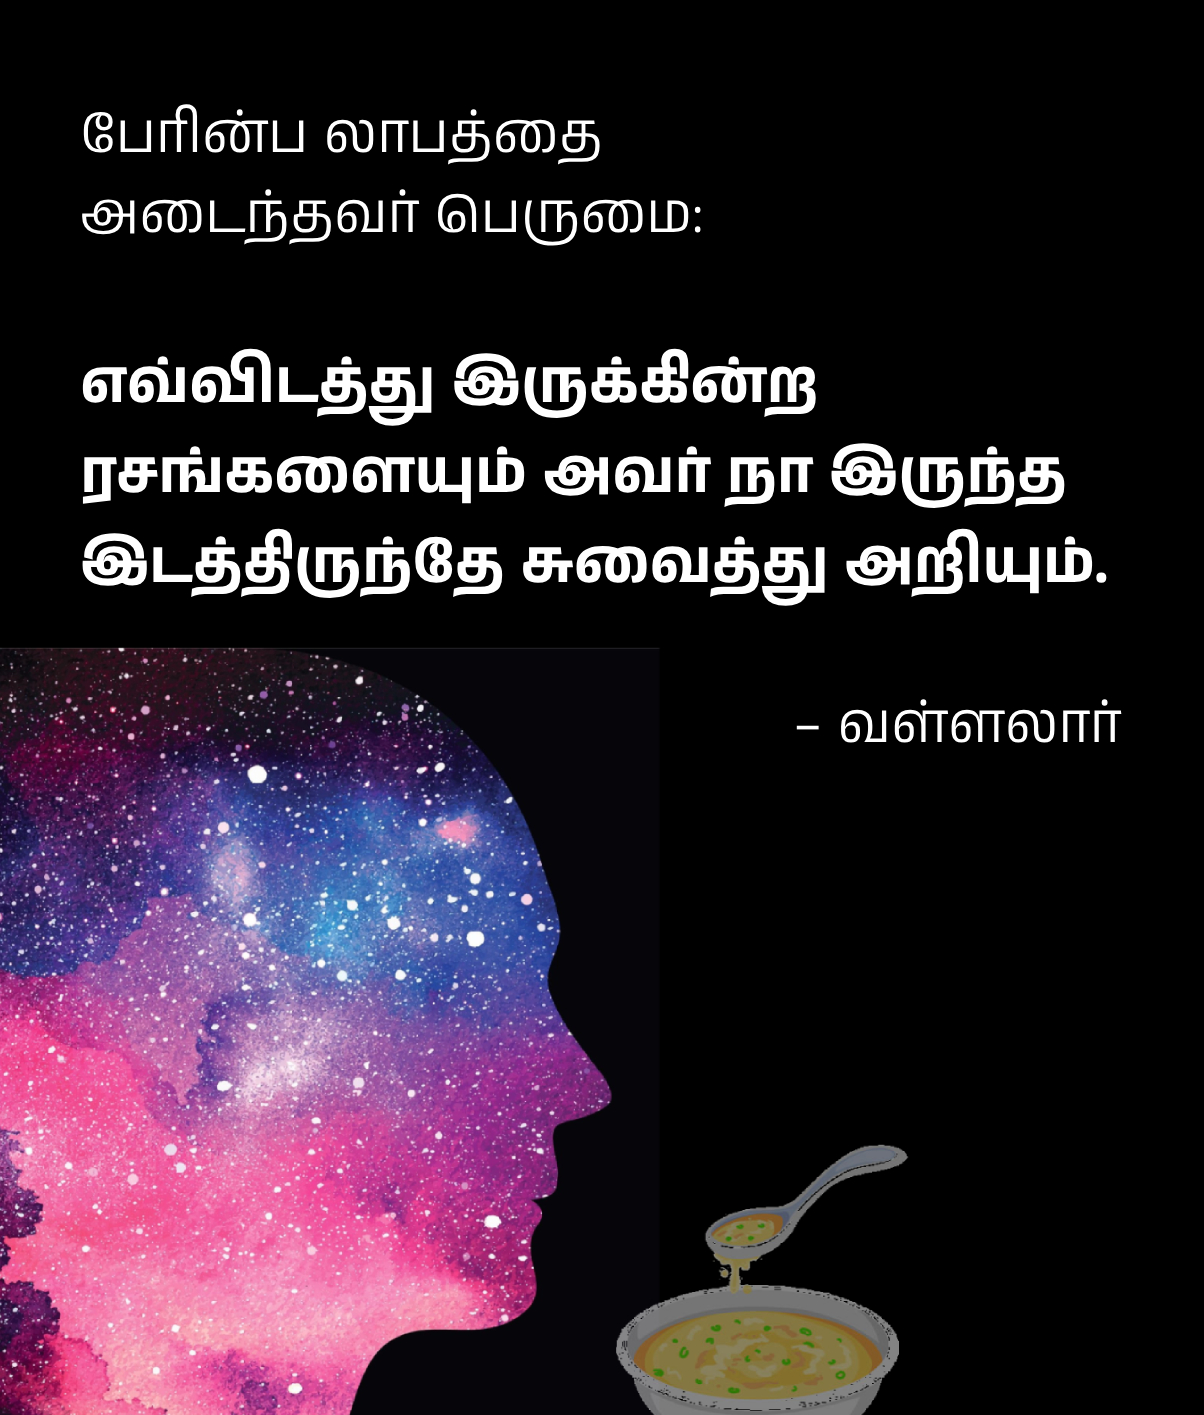 பேரின்ப லாபத்தை
அடைந்தவர் பெருமை:
எவ்விடத்து இருக்கின்ற
ரசங்களையும் அவர் நா இருந்த
இடத்திருந்தே சுவைத்து அறியும்.
– வள்ளலார்